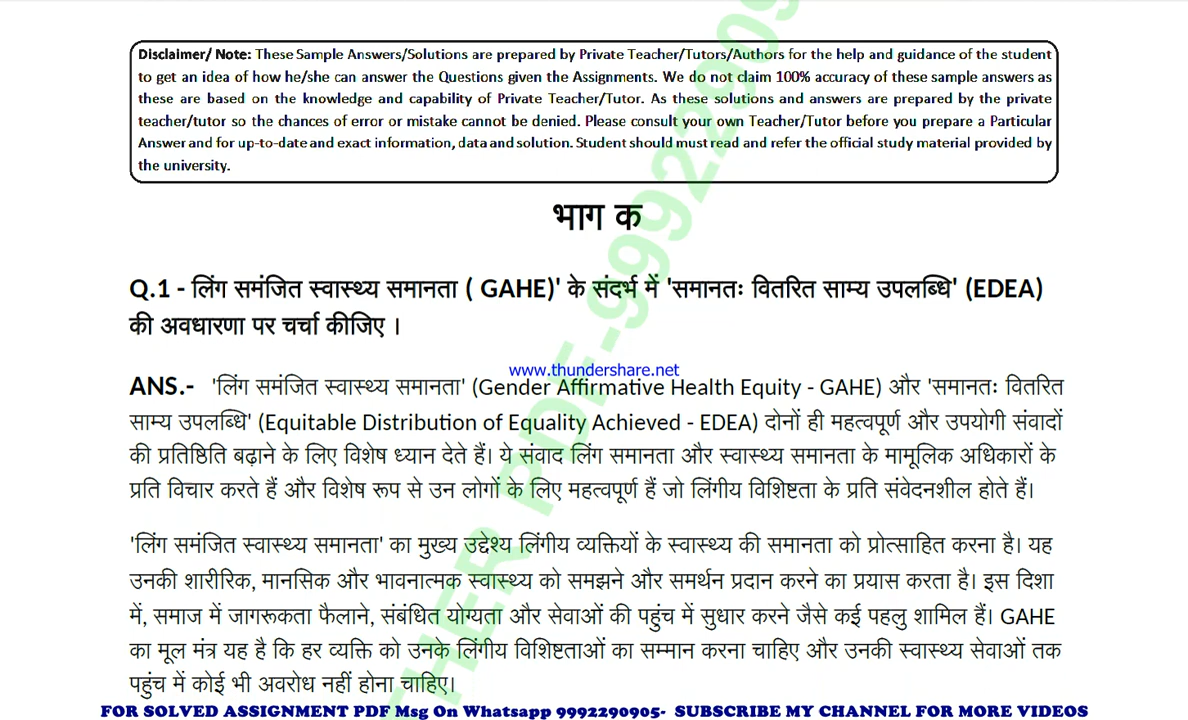 Disclaimer/ Note: These Sample Answers/Solutions are prepared by Private Teacher/Tutors/Authors for the help and guidance of the student
to get an idea of how he/she can answer the Questions given the Assignments. We do not claim 100% accuracy of these sample answers as
these are based on the knowledge and capability of Private Teacher/Tutor. As these solutions and answers are prepared by the private
teacher/tutor so the chances of error or mistake cannot be denied. Please consult your own Teacher/Tutor before you prepare a Particular
Answer and for up-to-date and exact information, data and solution. Student should must read and refer the official study material provided by
the university.
भाग क
Q.1 - लिंग समंजित स्वास्थ्य समानता ( GAHE)' के संदर्भ में 'समानतः वितरित साम्य उपलब्धि' (EDEA)
की अवधारणा पर चर्चा कीजिए ।
www.thundershare.net
ANS.- 'लिंग समंजित स्वास्थ्य समानता' (Gender Affirmative Health Equity - GAHE) और 'समानतः वितरित
साम्य उपलब्धि' (Equitable Distribution of Equality Achieved - EDEA) दोनों ही महत्वपूर्ण और उपयोगी संवादों
की प्रतिष्ठिति बढ़ाने के लिए विशेष ध्यान देते हैं। ये संवाद लिंग समानता और स्वास्थ्य समानता के मामूलिक अधिकारों के
प्रति विचार करते हैं और विशेष रूप से उन लोगों के लिए महत्वपूर्ण हैं जो लिंगीय विशिष्टता के प्रति संवेदनशील होते हैं।
'लिंग समंजित स्वास्थ्य समानता' का मुख्य उद्देश्य लिंगीय व्यक्तियों के स्वास्थ्य की समानता को प्रोत्साहित करना है। यह
उनकी शारीरिक, मानसिक और भावनात्मक स्वास्थ्य को समझने और समर्थन प्रदान करने का प्रयास करता है। इस दिशा
में, समाज में जागरूकता फैलाने, संबंधित योग्यता और सेवाओं की पहुंच में सुधार करने जैसे कई पहलु शामिल हैं। GAHE
का मूल मंत्र यह है कि हर व्यक्ति को उनके लिंगीय विशिष्टताओं का सम्मान करना चाहिए और उनकी स्वास्थ्य सेवाओं तक
पहुंच में कोई भी अवरोध नहीं होना चाहिए।
THER PDF-9992290905
FOR SOLVED ASSIGNMENT PDF Msg On Whatsapp 9992290905- SUBSCRIBE MY CHANNEL FOR MORE VIDEOS